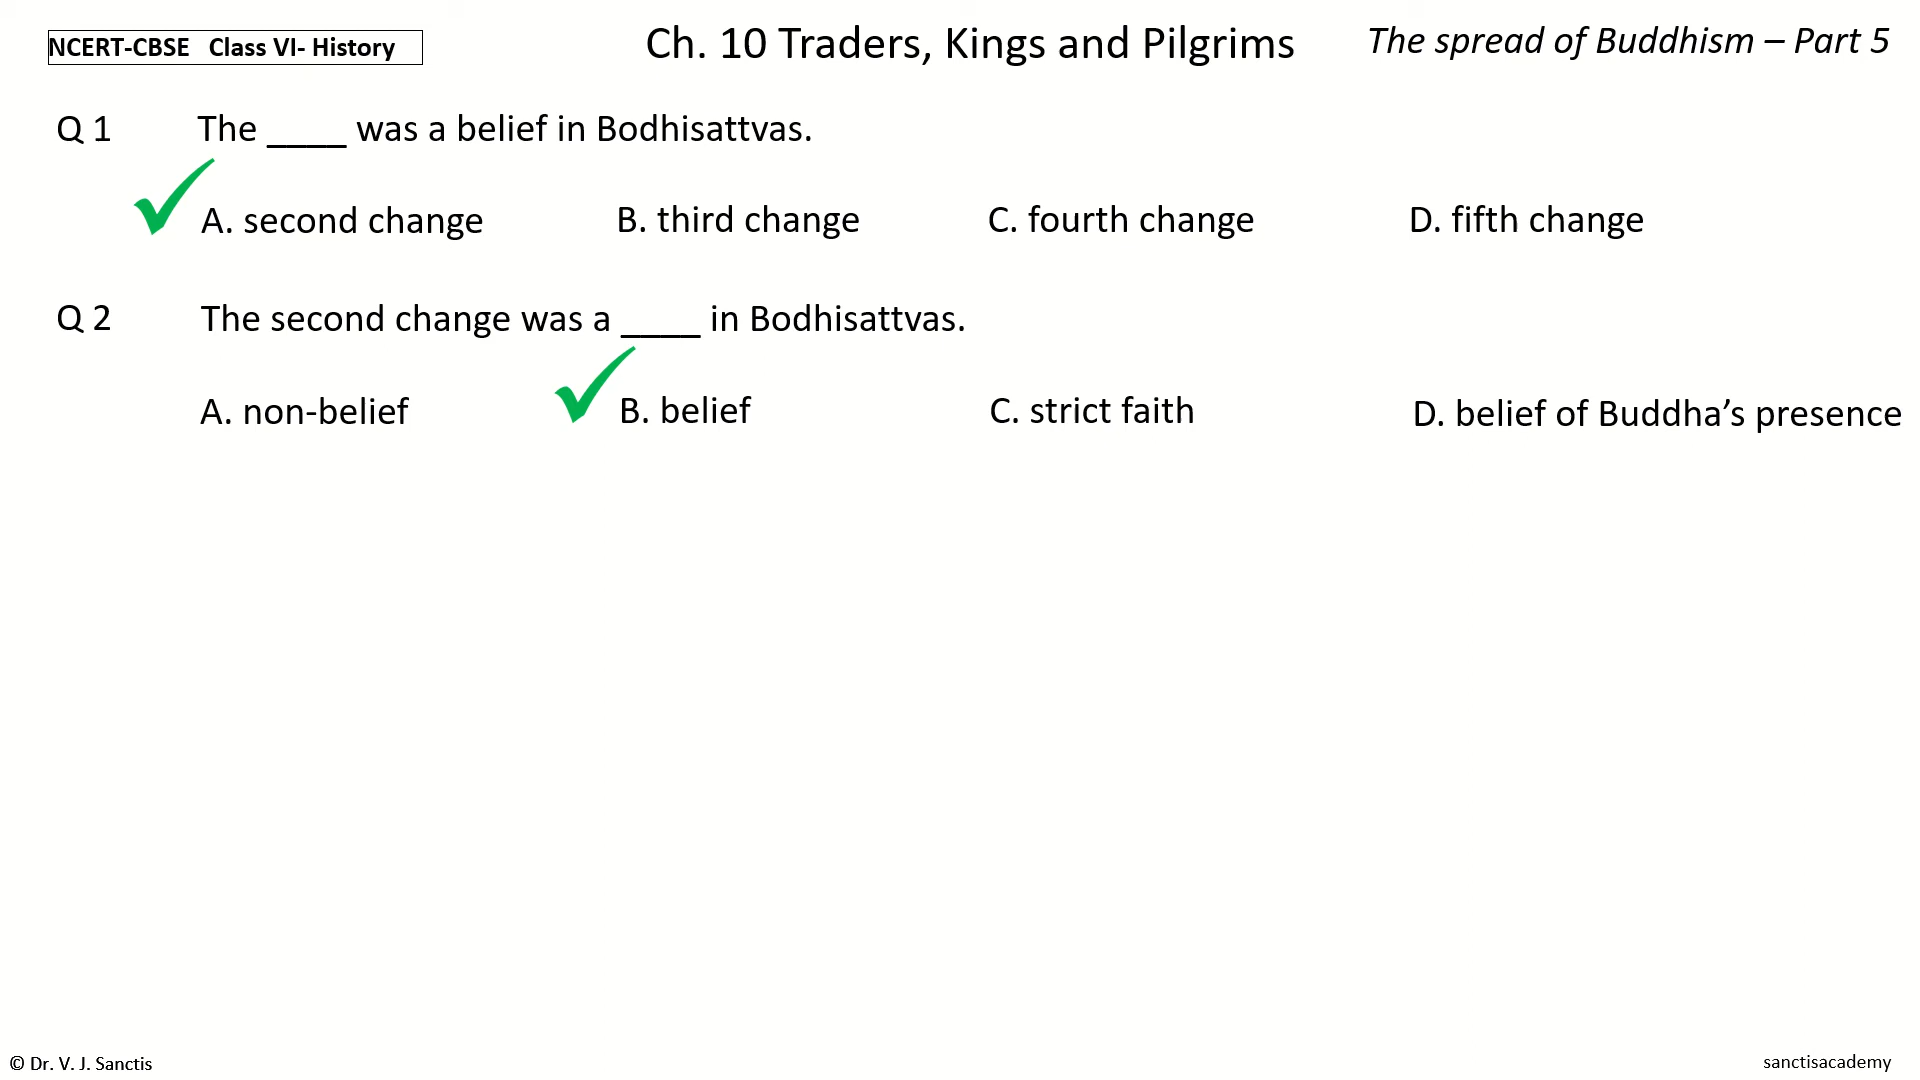 NCERT-CBSE Class VI- History
Ch. 10 Traders, Kings and Pilgrims
The spread of Buddhism – Part 5
Q 1 The ____ was a belief in Bodhisattvas.
A. second change B. third change C. fourth change D. fifth change
Q 2 The second change was a ____ in Bodhisattvas.
A. non-belief B. belief C. strict faith D. belief of Buddha’s presence
© Dr. V. J. Sanctis
sanctisacademy